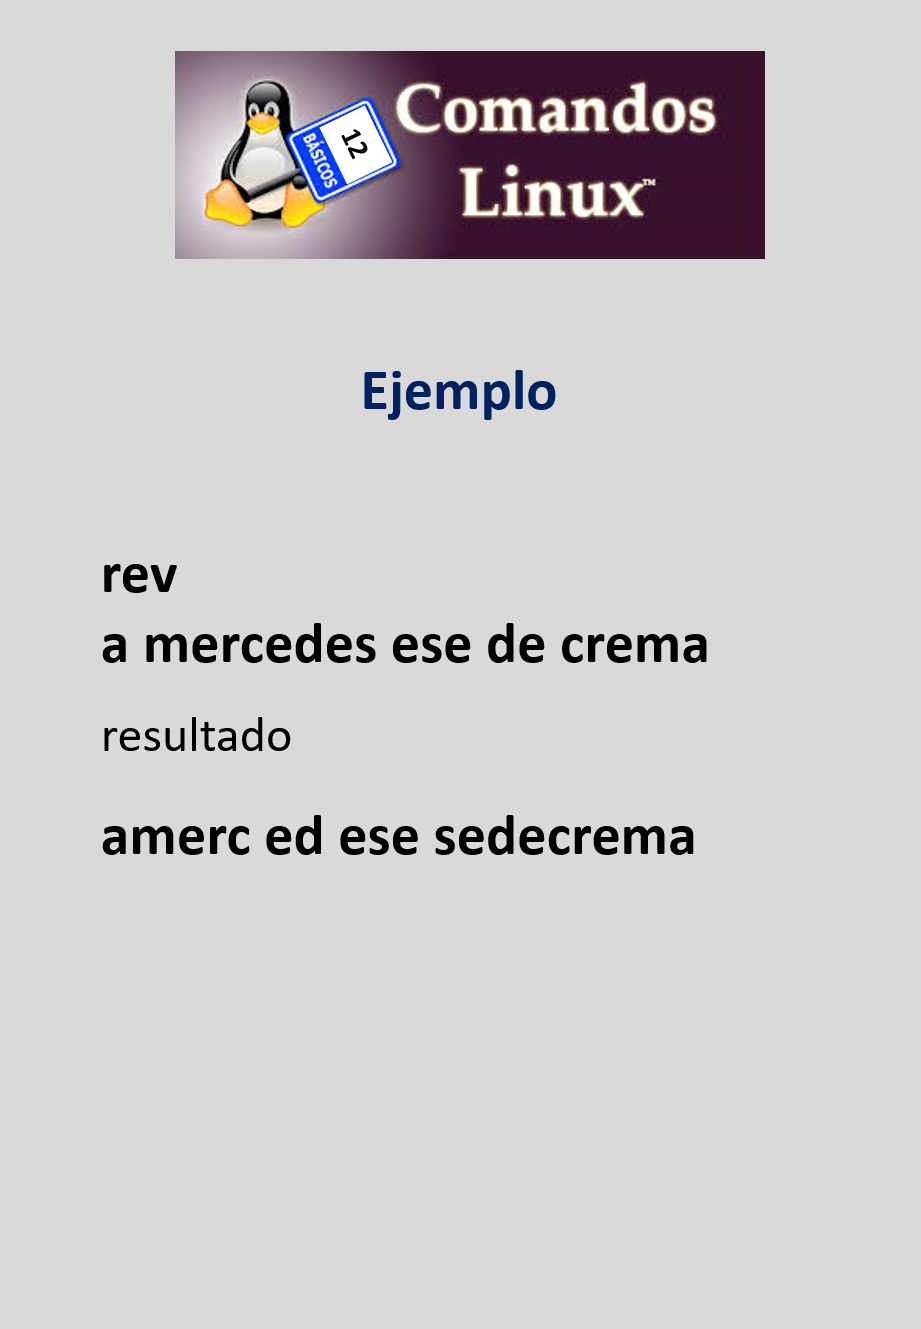 Comandos
Linux™
BÁSICOS
12
Ejemplo
rev
a mercedes ese de crema
resultado
amerc ed ese sedecrema